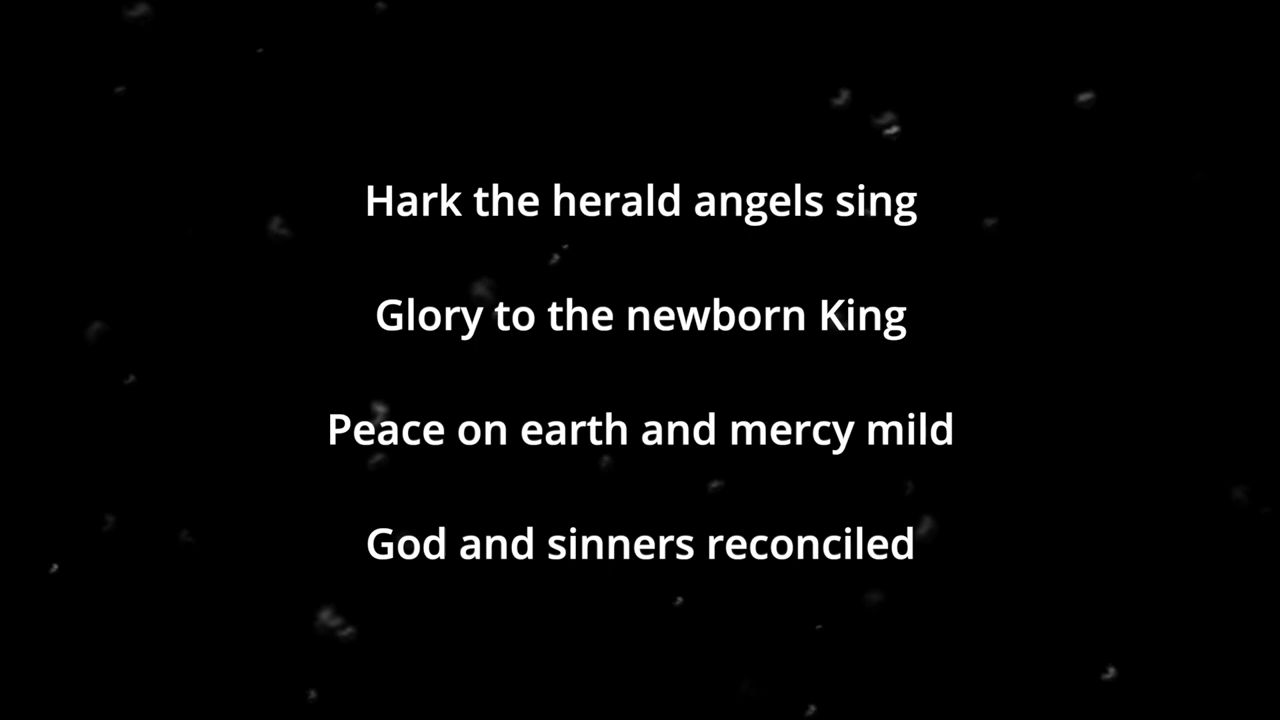 Hark the herald angels sing
Glory to the newborn King
Peace on earth and mercy mild
God and sinners reconciled